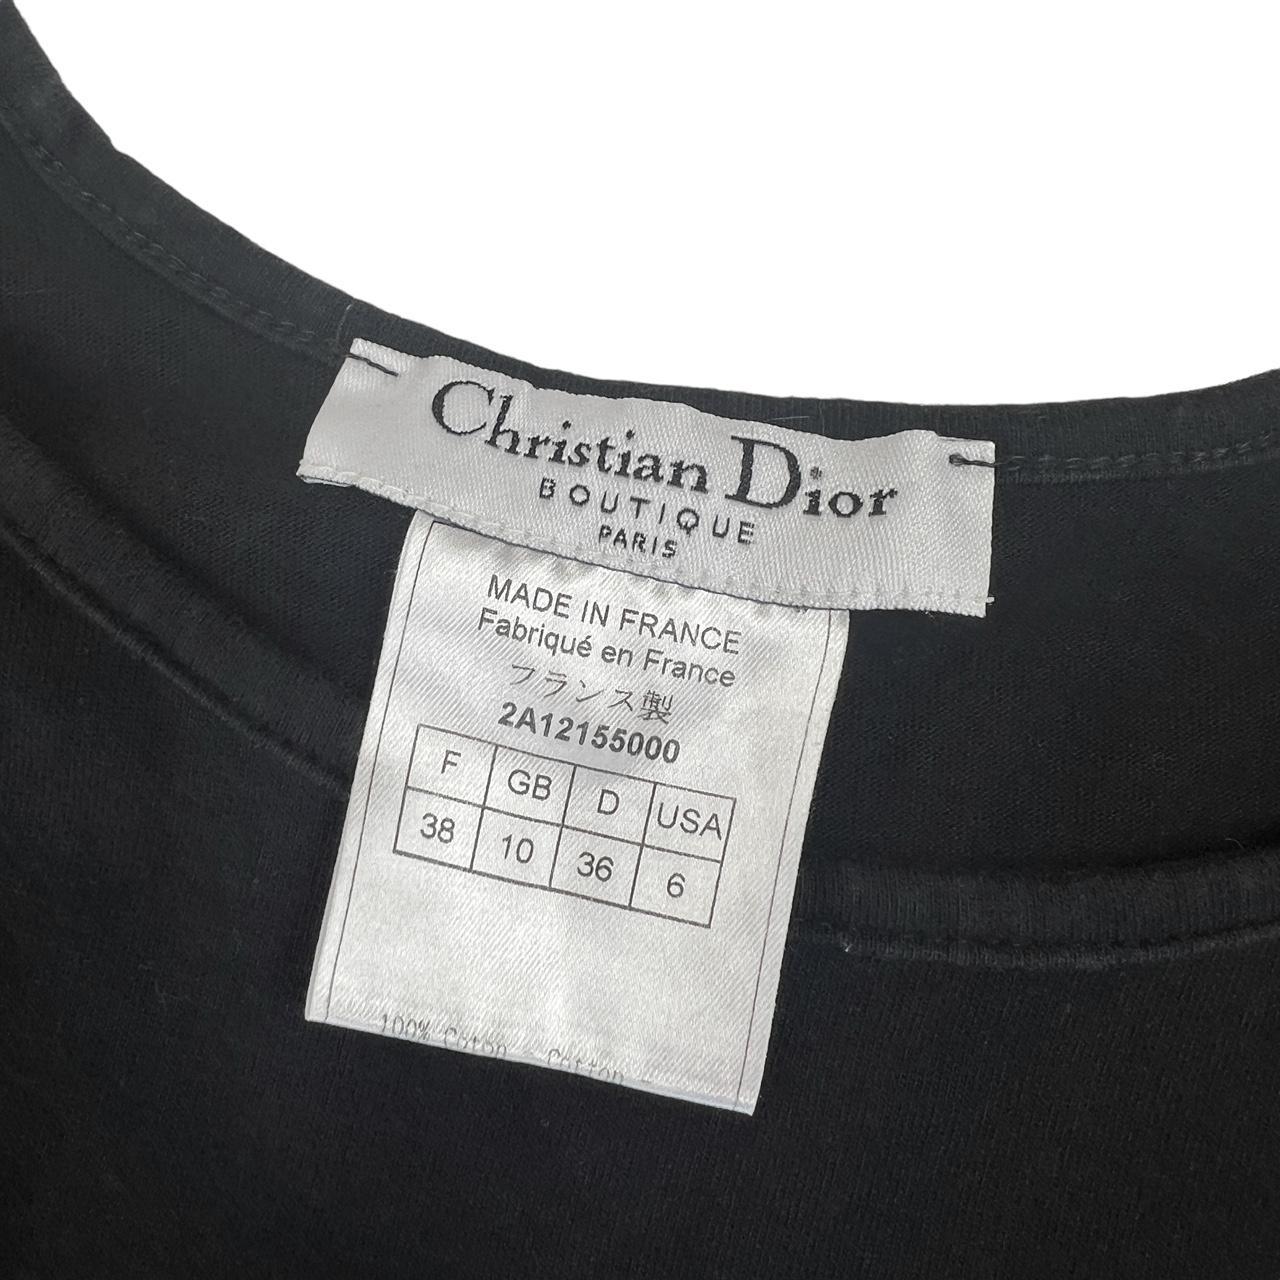 Christian Dior
BOUTIQUE
PARIS
MADE IN FRANCE
Fabriqué en France
フランス製
2A12155000
F GB D USA
38 10 36 6
100% Coton - Cotton -